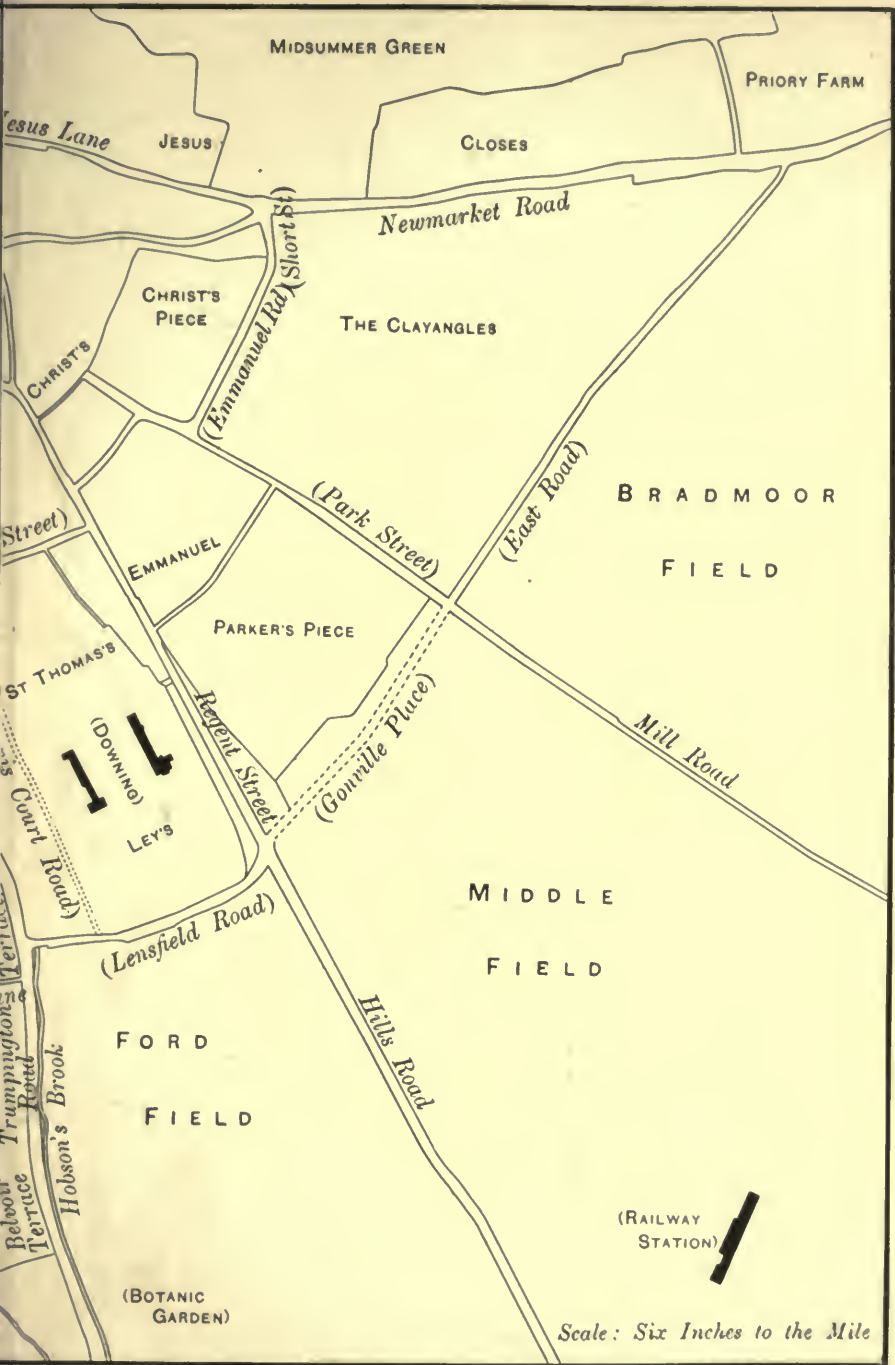 MIDSUMMER GREEN
PRIORY FARM
esus Lane
JESUS
CLOSES
Newmarket Road
(Short St)
CHRIST'S
PIECE
(Emmanuel Rd)
THE CLAYANGLES
CHRIST'S
(Park Street)
(East Road)
BRADMOOR
FIELD
Street)
EMMANUEL
PARKER'S PIECE
ST THOMAS'S
(DOWNING)
LEY'S
Regent Street
(Gonville Place)
Mill Road
is Court Road)
MIDDLE
FIELD
(Lensfield Road)
Hills Road
FORD
FIELD
Terrace
Trumpington
Road
Hobson's Brook
Belvoir
Terrace
(RAILWAY
STATION)
(BOTANIC
GARDEN)
Scale: Six Inches to the Mile